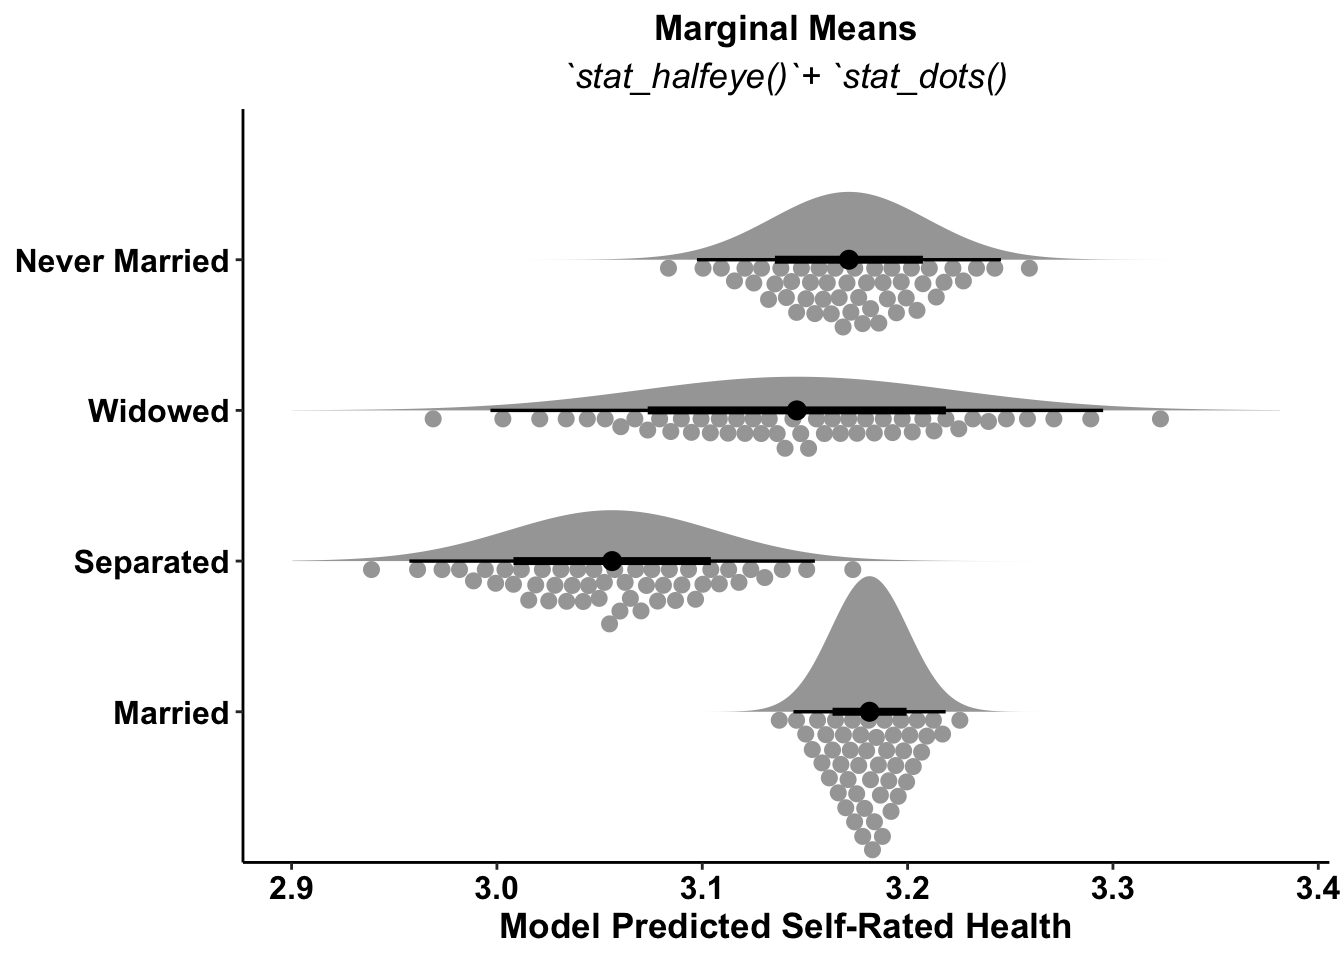 Marginal Means
`stat_halfeye()`+ `stat_dots()
Never Married
Widowed
Separated
Married
2.9 3.0 3.1 3.2 3.3 3.4
Model Predicted Self-Rated Health